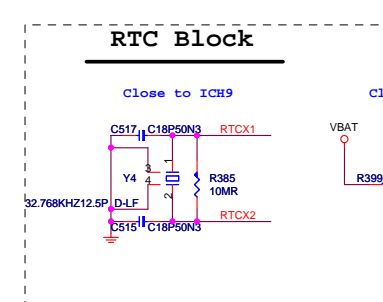 RTC Block
Close to ICH9
Cl
C517 C18P50N3 RTCX1
VBAT
1
3
Y4 4
R385
R399
10MR
2
32.768KHZ12.5P_D-LF
RTCX2
C515 C18P50N3